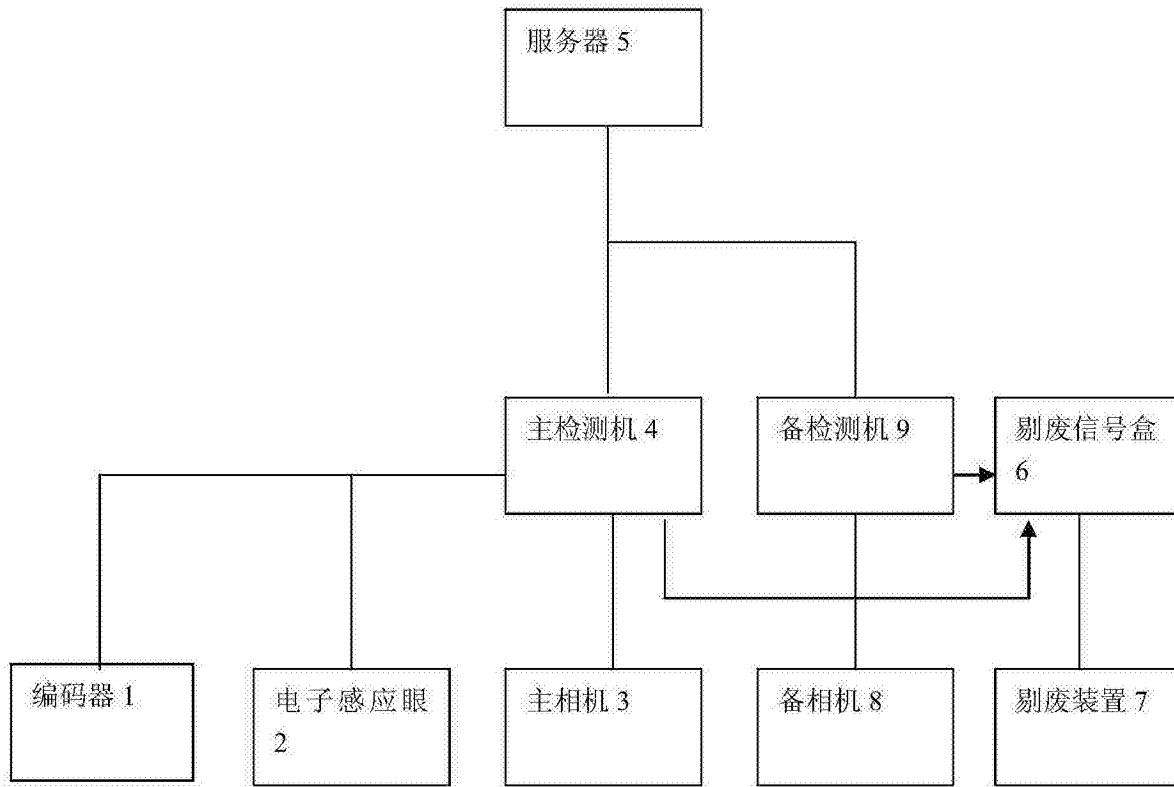 服务器 5
主检测机 4
备检测机 9
剔废信号盒
6
编码器 1
电子感应眼
2
主相机 3
备相机 8
剔废装置 7